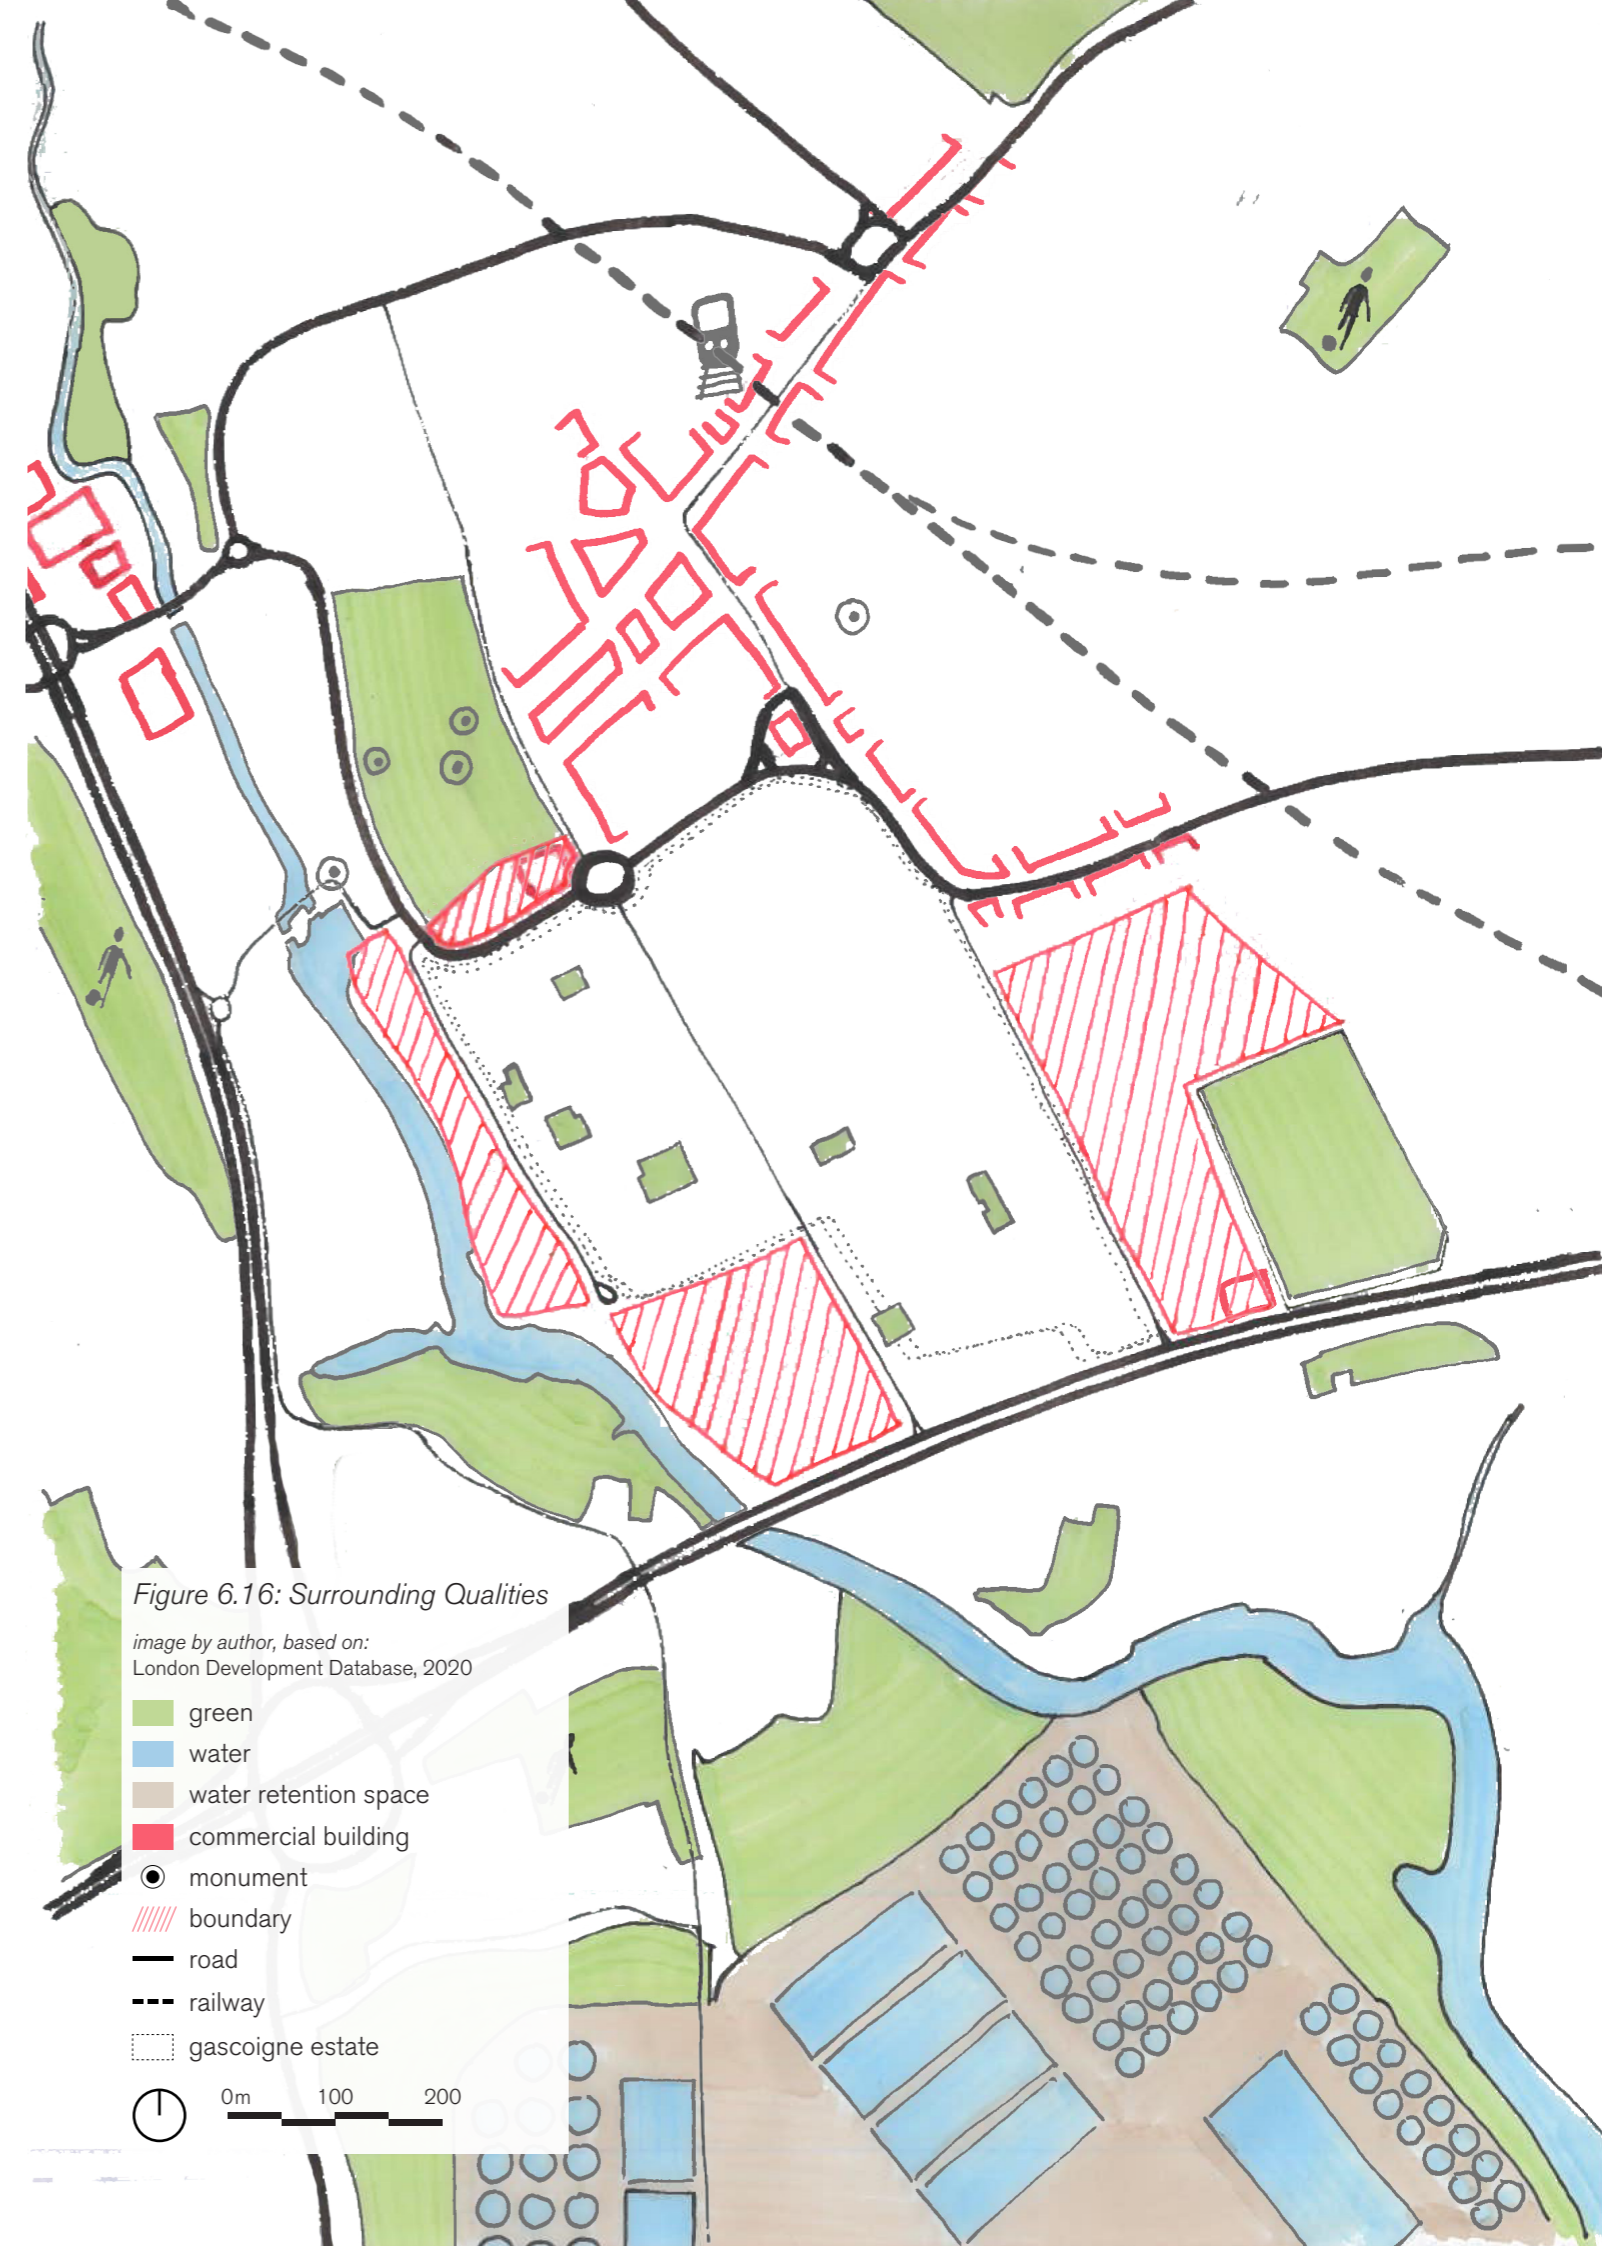 Figure 6.16: Surrounding Qualities
image by author, based on:
London Development Database, 2020
green
water
water retention space
commercial building
monument
boundary
road
railway
gascoigne estate
0m 100 200